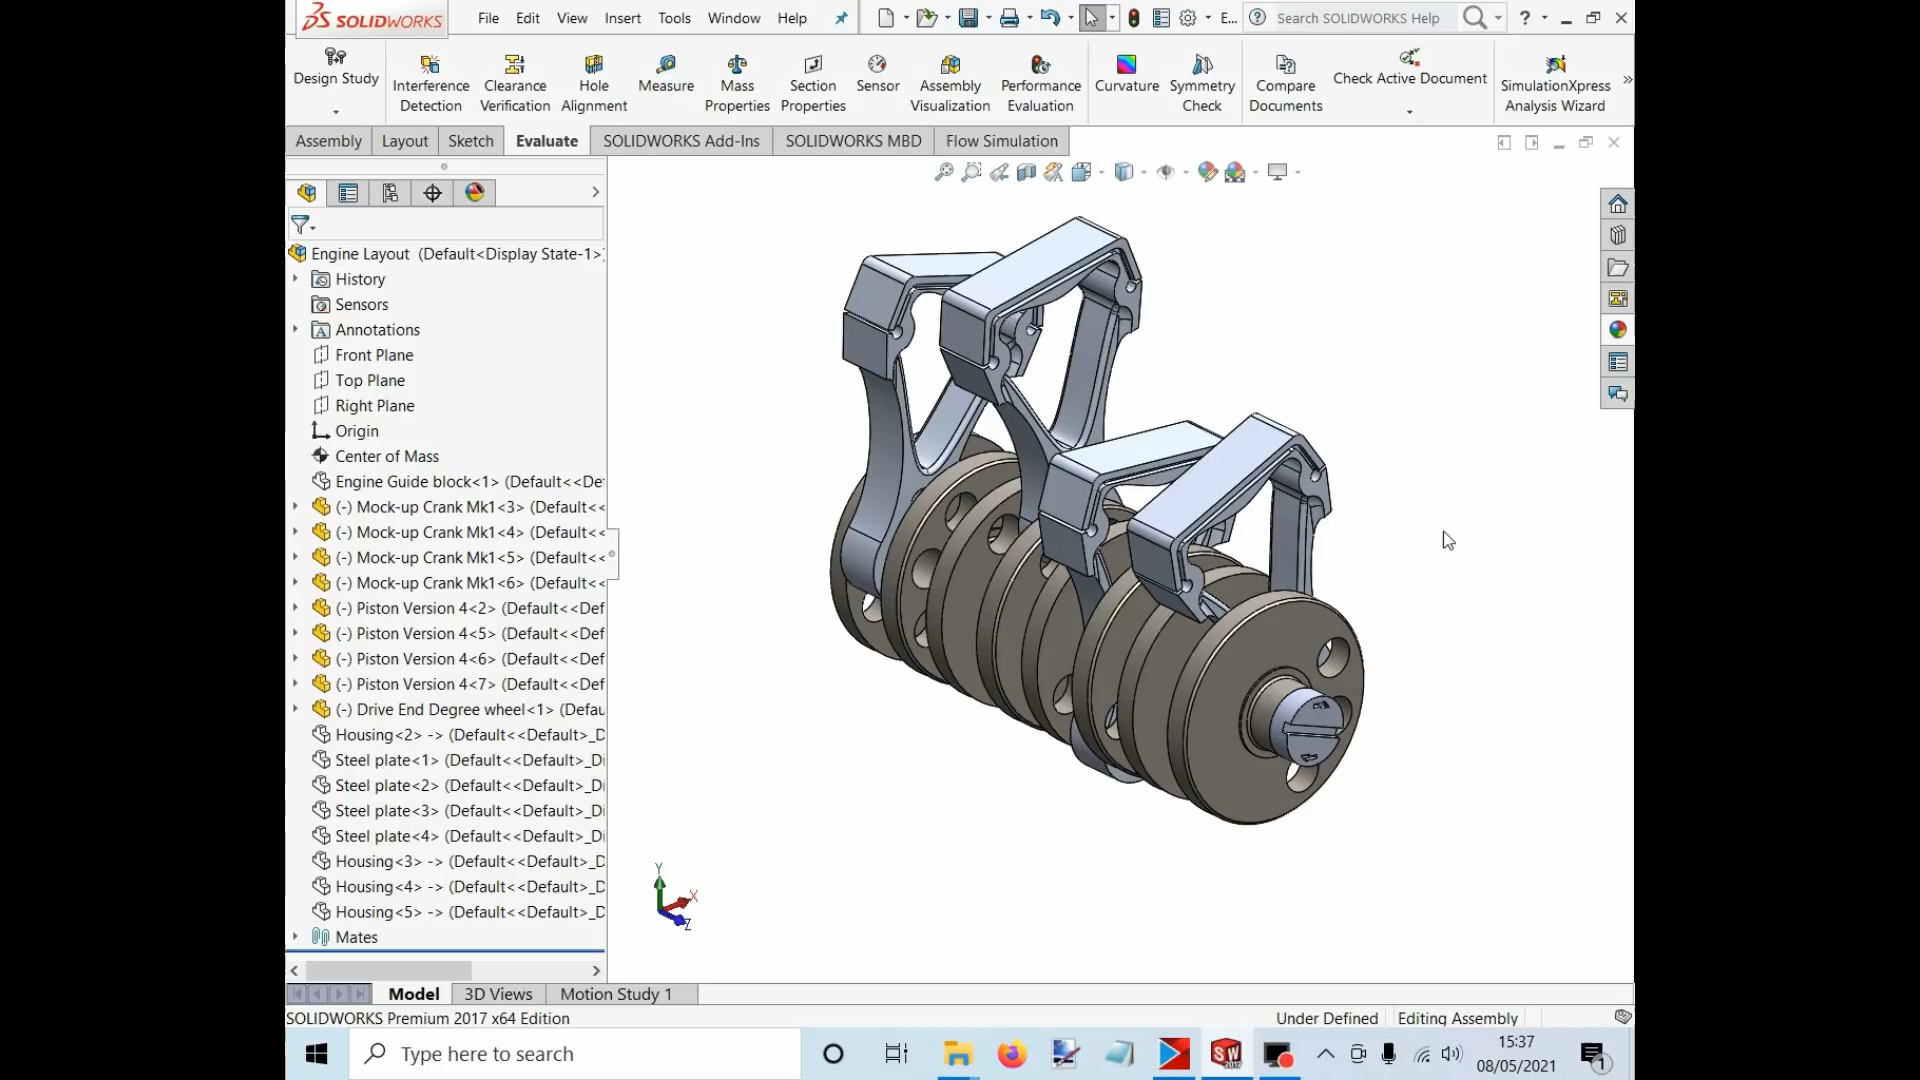 SOLIDWORKS
File Edit View Insert Tools Window Help
E... Search SOLIDWORKS Help ?
Design Study
Interference Detection
Clearance Verification
Hole Alignment
Measure
Mass Properties
Section Properties
Sensor
Assembly Visualization
Performance Evaluation
Curvature
Symmetry Check
Compare Documents
Check Active Document
SimulationXpress Analysis Wizard
Assembly Layout Sketch Evaluate SOLIDWORKS Add-Ins SOLIDWORKS MBD Flow Simulation
Engine Layout (Default<Display State-1>)
History
Sensors
Annotations
Front Plane
Top Plane
Right Plane
Origin
Center of Mass
Engine Guide block<1> (Default<<De
(-) Mock-up Crank Mk1<3> (Default<<
(-) Mock-up Crank Mk1<4> (Default<<
(-) Mock-up Crank Mk1<5> (Default<<
(-) Mock-up Crank Mk1<6> (Default<<
(-) Piston Version 4<2> (Default<<Def
(-) Piston Version 4<5> (Default<<Def
(-) Piston Version 4<6> (Default<<Def
(-) Piston Version 4<7> (Default<<Def
(-) Drive End Degree wheel<1> (Defau
Housing<2> -> (Default<<Default>_D
Steel plate<1> (Default<<Default>_Di
Steel plate<2> (Default<<Default>_Di
Steel plate<3> (Default<<Default>_Di
Steel plate<4> (Default<<Default>_Di
Housing<3> -> (Default<<Default>_D
Housing<4> -> (Default<<Default>_D
Housing<5> -> (Default<<Default>_D
Mates
Y
X
Z
Model 3D Views Motion Study 1
SOLIDWORKS Premium 2017 x64 Edition
Under Defined Editing Assembly
Type here to search
SW
2017
15:37
08/05/2021
1